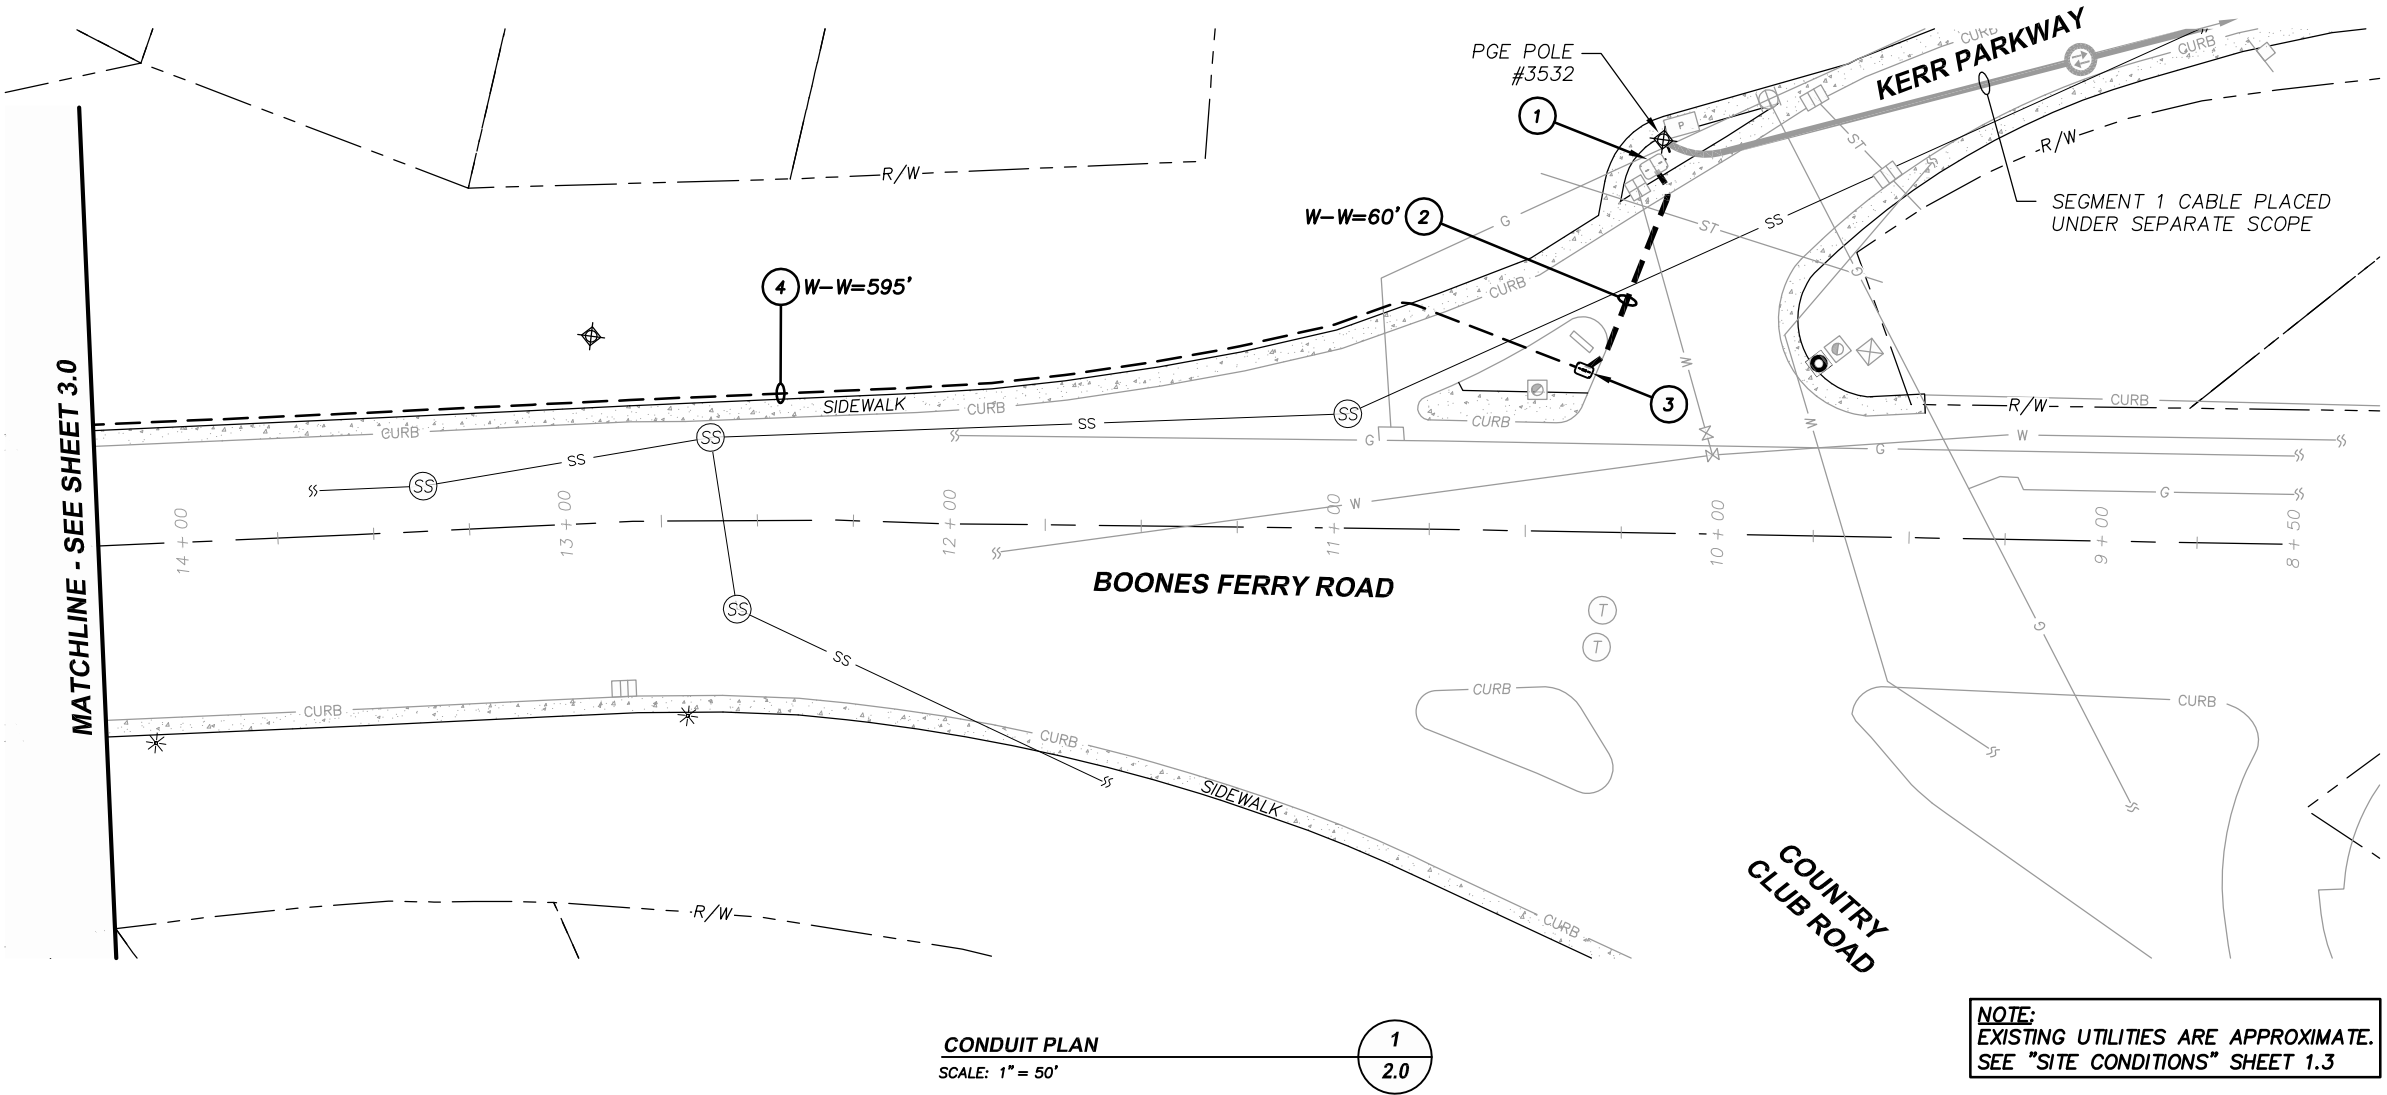 PGE POLE
#3532
CURB
CURB
KERR PARKWAY
1
P
ST
R/W
R/W
SEGMENT 1 CABLE PLACED
UNDER SEPARATE SCOPE
W-W=60'
2
G
ST
SS
G
4
W-W=595'
CURB
W
MATCHLINE - SEE SHEET 3.0
SIDEWALK
CURB
3
CURB
CURB
SS
SS
SS
CURB
R/W
CURB
W
G
G
W
SS
SS
G
W
14+00
13+00
12+00
11+00
10+00
9+00
8+50
BOONES FERRY ROAD
SS
T
T
G
SS
CURB
CURB
CURB
CURB
SIDEWALK
R/W
CURB
COUNTRY
CLUB ROAD
CONDUIT PLAN
SCALE: 1"= 50'
1
2.0
NOTE:
EXISTING UTILITIES ARE APPROXIMATE.
SEE "SITE CONDITIONS" SHEET 1.3